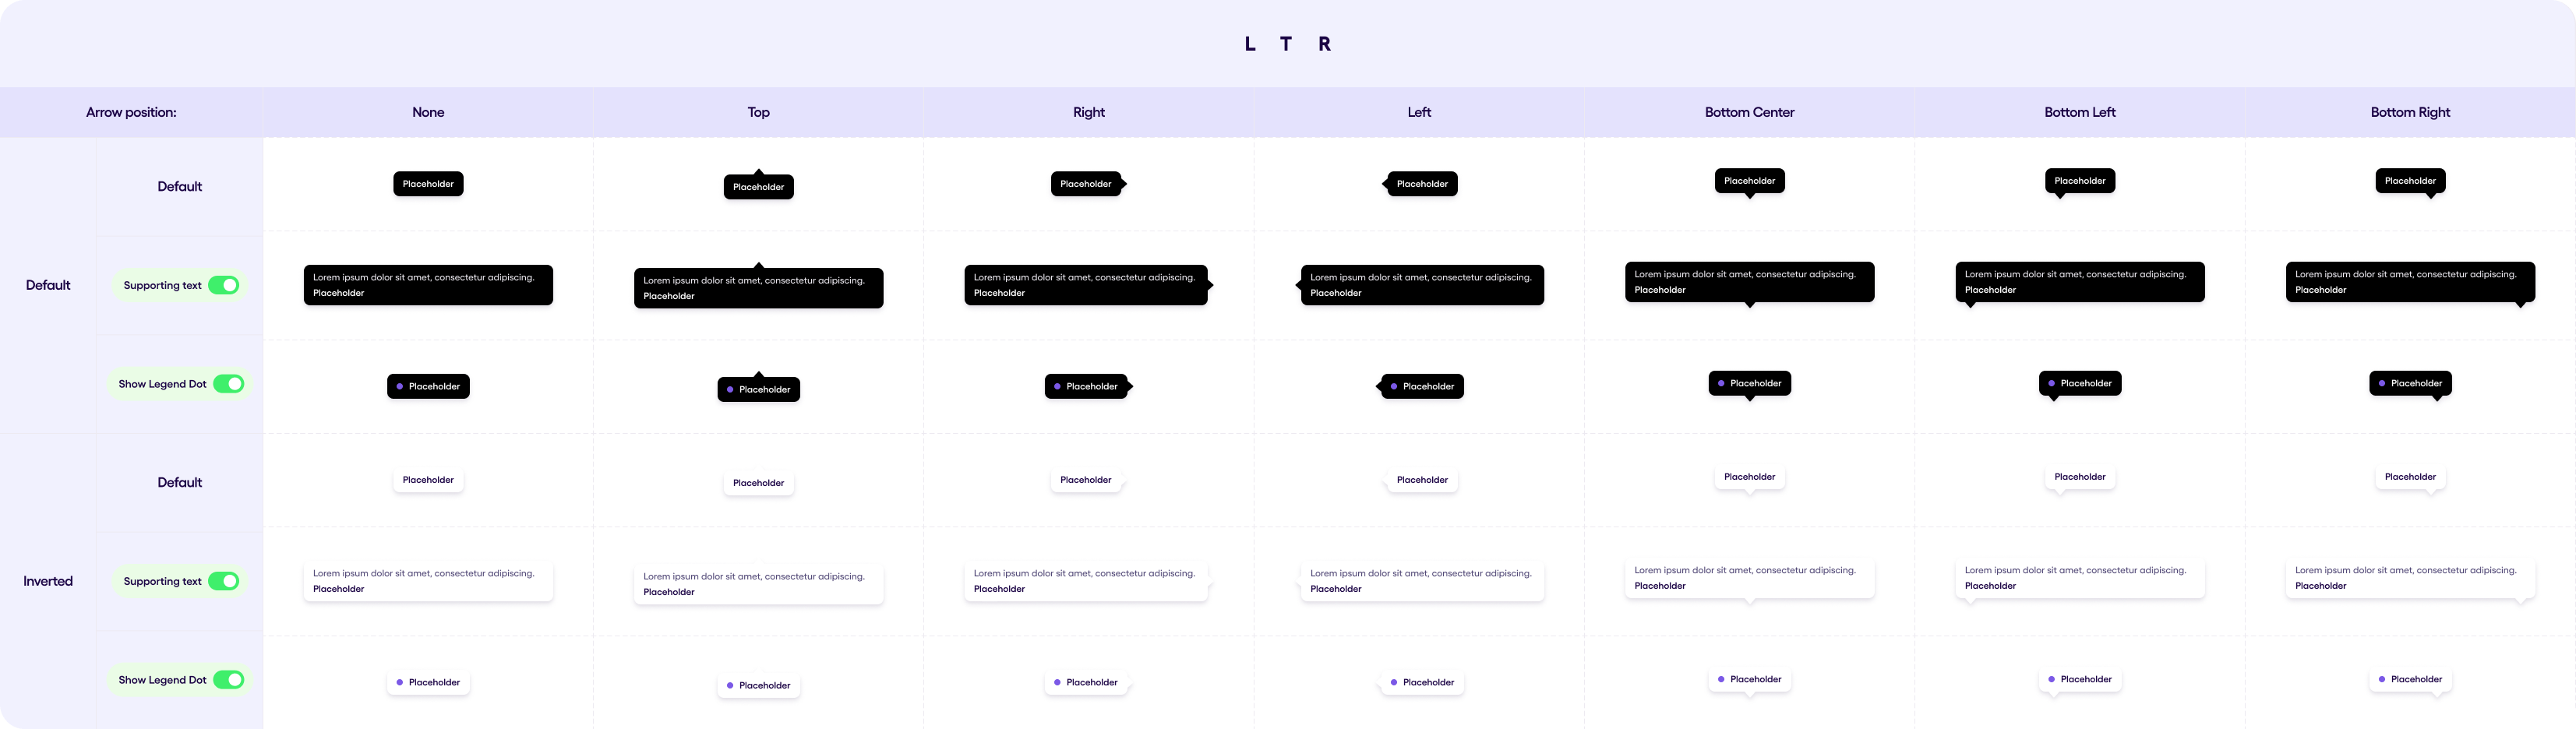 L T R
Arrow position: None Top Right Left Bottom Center Bottom Left Bottom Right
Default
Default
Placeholder Placeholder Placeholder Placeholder Placeholder Placeholder Placeholder
Supporting text
Lorem ipsum dolor sit amet, consectetur adipiscing. Lorem ipsum dolor sit amet, consectetur adipiscing. Lorem ipsum dolor sit amet, consectetur adipiscing. Lorem ipsum dolor sit amet, consectetur adipiscing. Lorem ipsum dolor sit amet, consectetur adipiscing. Lorem ipsum dolor sit amet, consectetur adipiscing. Lorem ipsum dolor sit amet, consectetur adipiscing.
Placeholder Placeholder Placeholder Placeholder Placeholder Placeholder Placeholder
Show Legend Dot
Placeholder Placeholder Placeholder Placeholder Placeholder Placeholder Placeholder
Inverted
Default
Placeholder Placeholder Placeholder Placeholder Placeholder Placeholder Placeholder
Supporting text
Lorem ipsum dolor sit amet, consectetur adipiscing. Lorem ipsum dolor sit amet, consectetur adipiscing. Lorem ipsum dolor sit amet, consectetur adipiscing. Lorem ipsum dolor sit amet, consectetur adipiscing. Lorem ipsum dolor sit amet, consectetur adipiscing. Lorem ipsum dolor sit amet, consectetur adipiscing. Lorem ipsum dolor sit amet, consectetur adipiscing.
Placeholder Placeholder Placeholder Placeholder Placeholder Placeholder Placeholder
Show Legend Dot
Placeholder Placeholder Placeholder Placeholder Placeholder Placeholder Placeholder